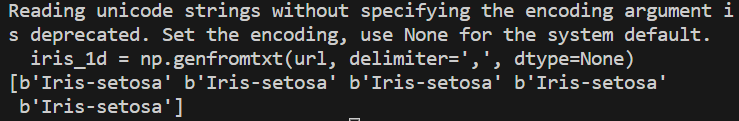 Reading unicode strings without specifying the encoding argument i
s deprecated. Set the encoding, use None for the system default.
  iris_1d = np.genfromtxt(url, delimiter=',', dtype=None)
[b'Iris-setosa' b'Iris-setosa' b'Iris-setosa' b'Iris-setosa'
 b'Iris-setosa']